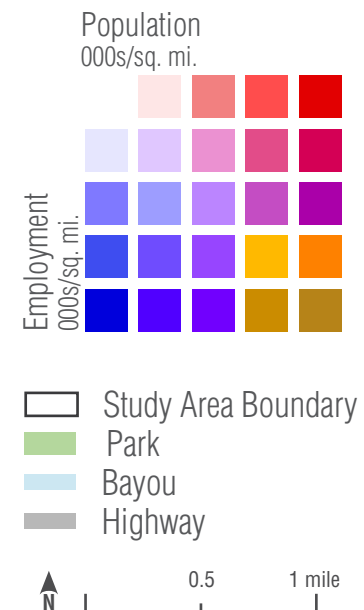 Population
000s/sq. mi.
Employment
000s/sq. mi.
Study Area Boundary
Park
Bayou
Highway
N
0.5
1 mile